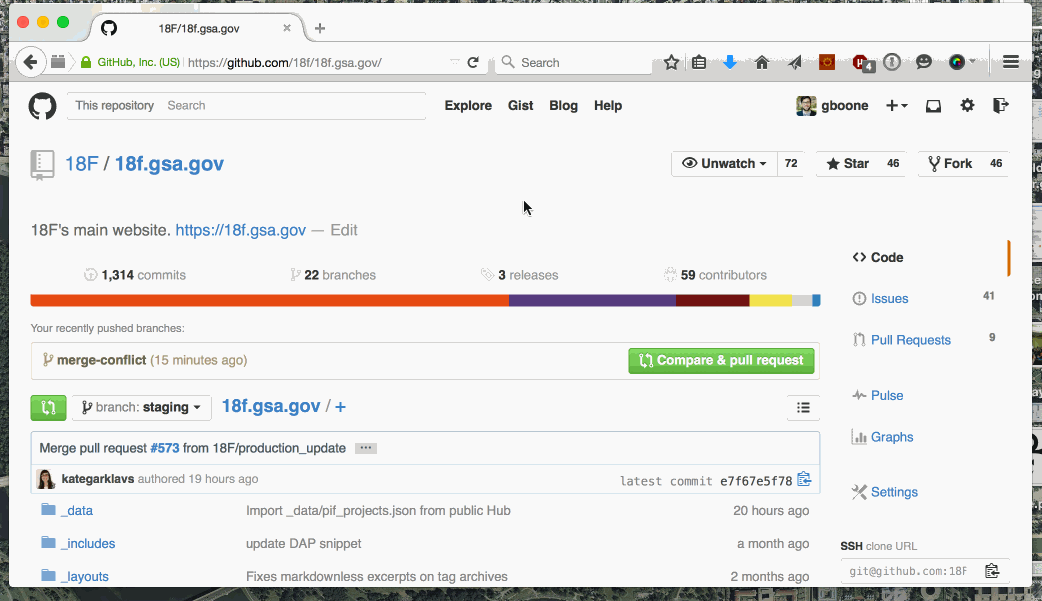 18F/18f.gsa.gov
GitHub, Inc. (US) https://github.com/18f/18f.gsa.gov/
Search
4
This repository Search
Explore Gist Blog Help
gboone
18F / 18f.gsa.gov
Unwatch 72
Star 46
Fork 46
18F's main website. https://18f.gsa.gov — Edit
1,314 commits
22 branches
3 releases
59 contributors
Code
Issues 41
Pull Requests 9
Pulse
Graphs
Settings
SSH clone URL
git@github.com:18F
Your recently pushed branches:
merge-conflict (15 minutes ago)
Compare & pull request
branch: staging
18f.gsa.gov / +
Merge pull request #573 from 18F/production_update
kategarklavs authored 19 hours ago
latest commit e7f67e5f78
_data Import _data/pif_projects.json from public Hub 20 hours ago
_includes update DAP snippet a month ago
_layouts Fixes markdownless excerpts on tag archives 2 months ago